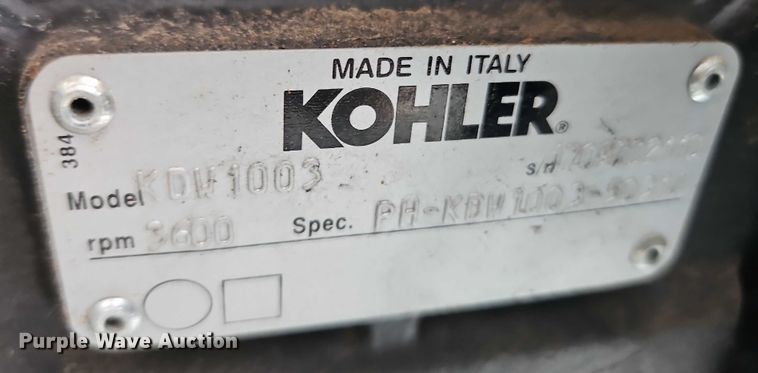 MADE IN ITALY
KOHLER®
384
Model KDW1003 s/n
rpm 3600 Spec.
Purple Wave Auction